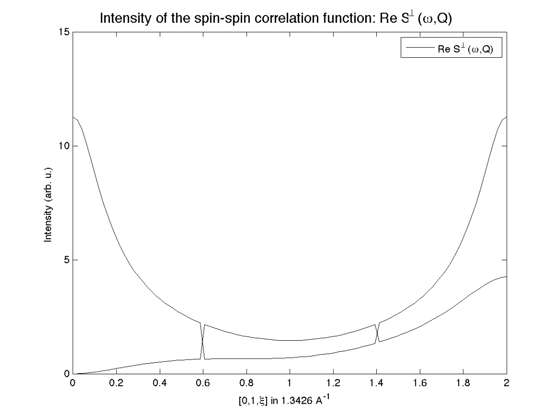 Intensity of the spin-spin correlation function: Re S⊥(ω,Q)
Re S⊥(ω,Q)
15
10
5
0
Intensity (arb. u.)
0 0.2 0.4 0.6 0.8 1 1.2 1.4 1.6 1.8 2
[0,1,ξ] in 1.3426 A⁻¹